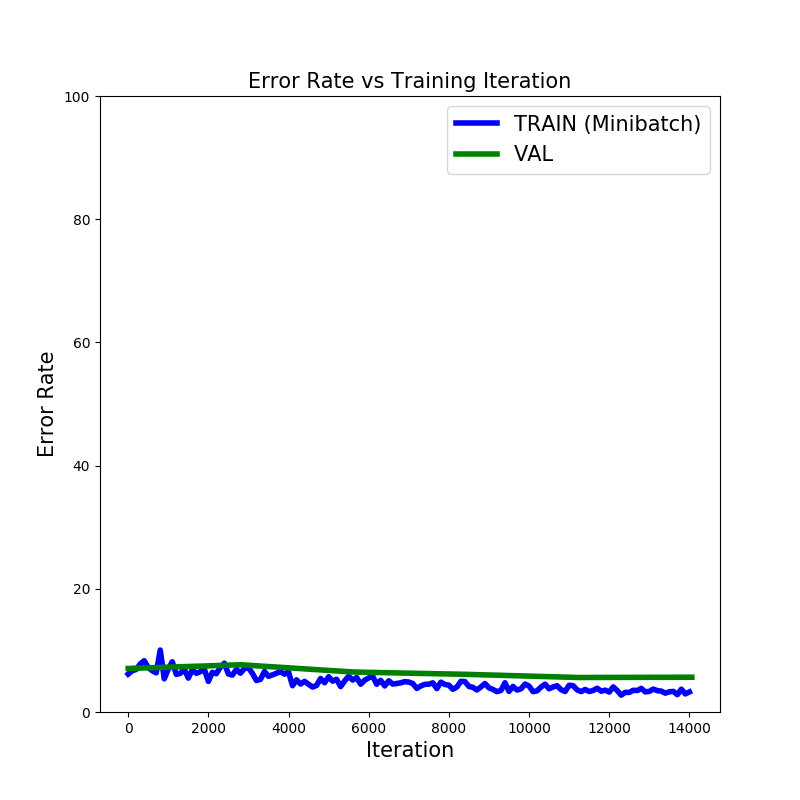 Error Rate vs Training Iteration
100
TRAIN (Minibatch)
VAL
80
60
40
20
0
Error Rate
0 2000 4000 6000 8000 10000 12000 14000
Iteration